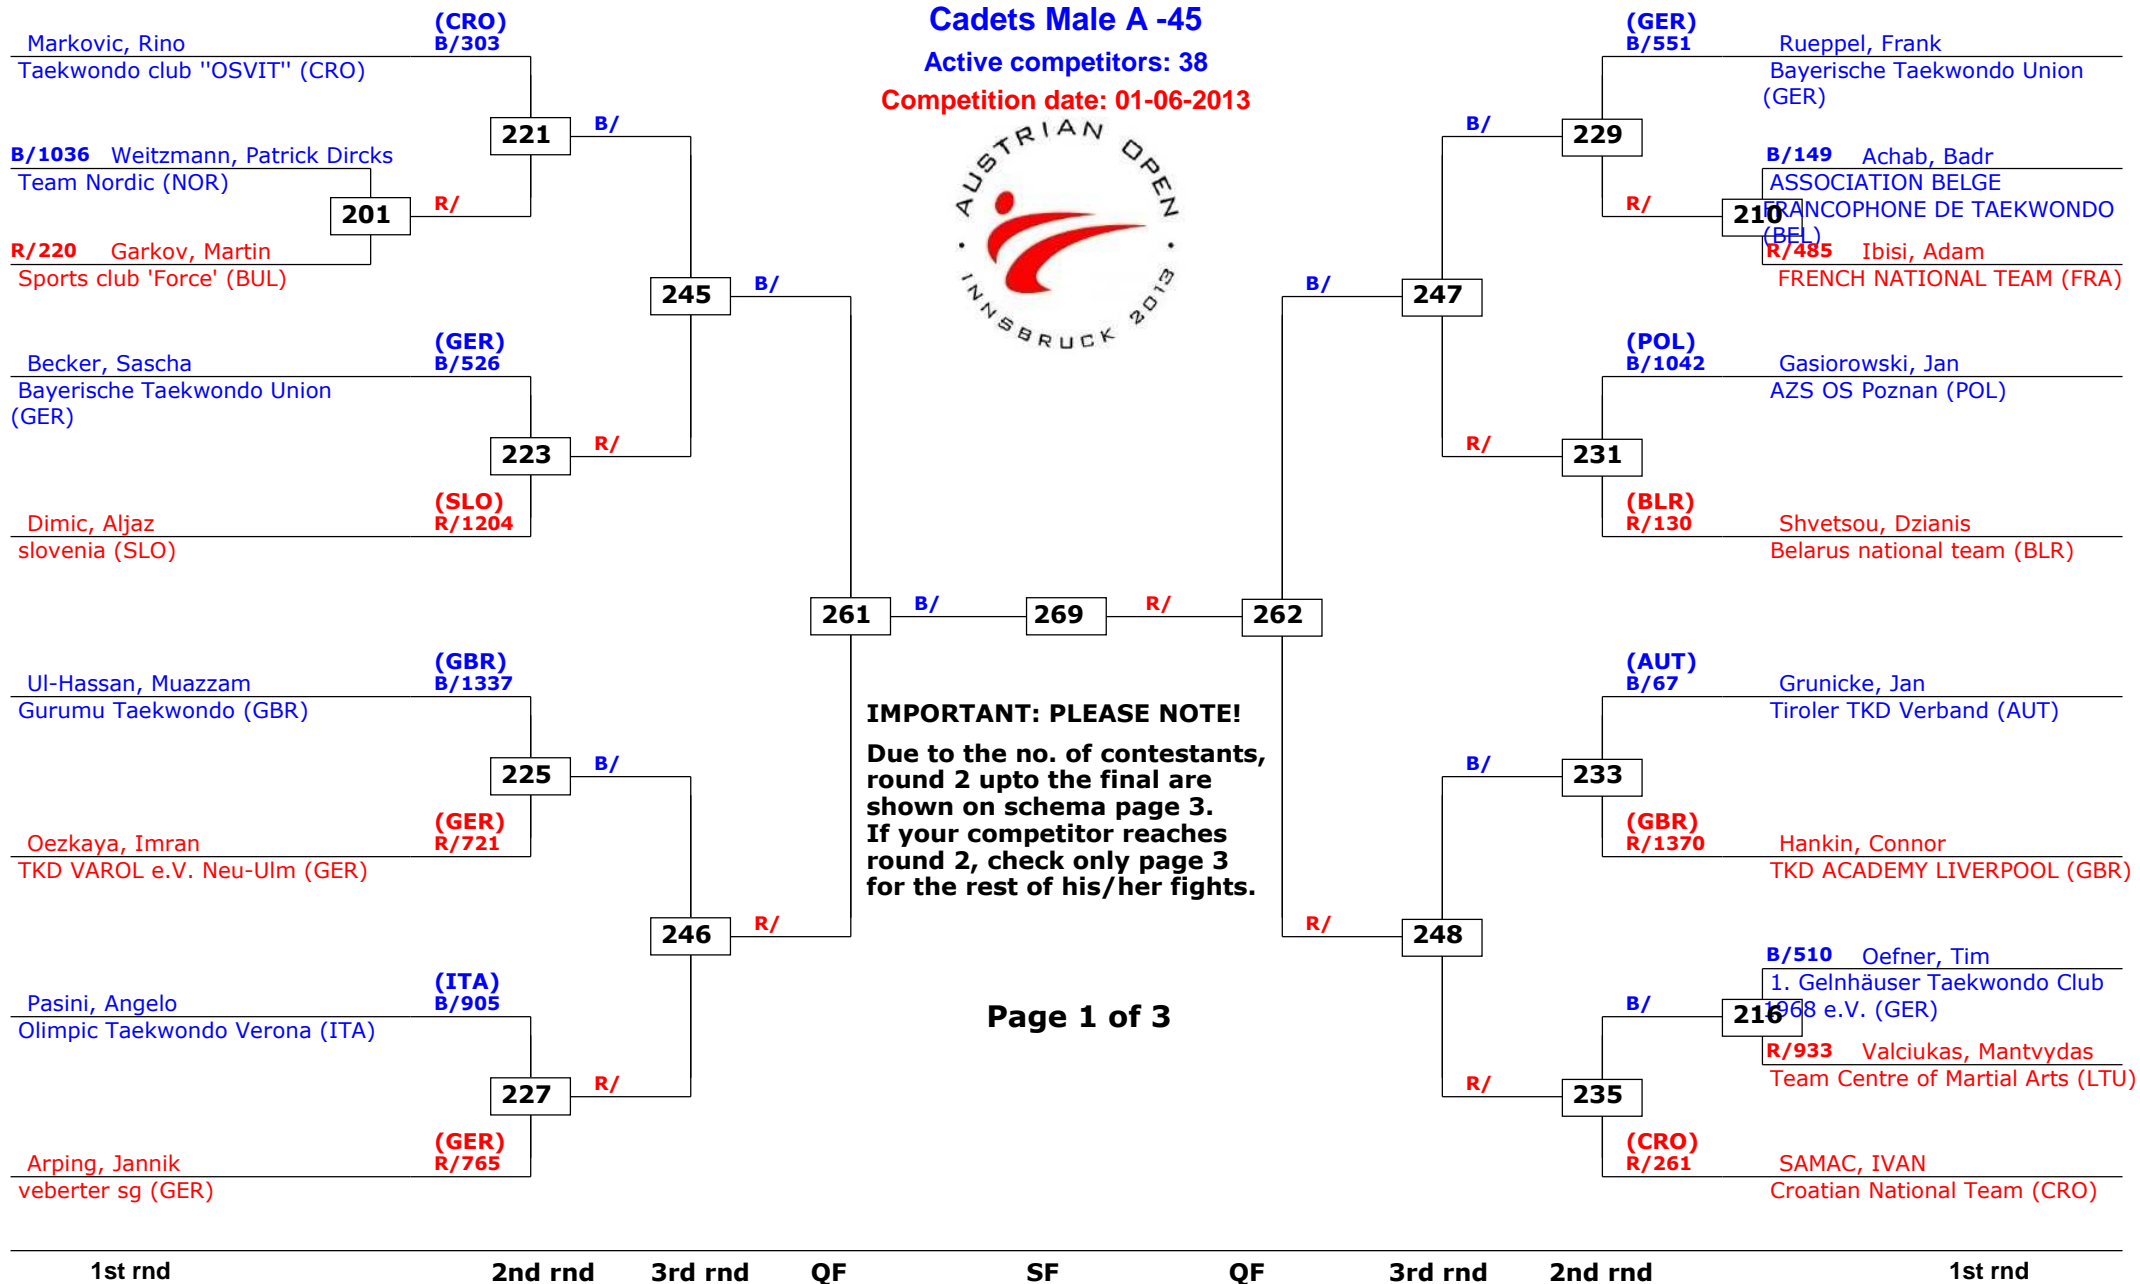 Cadets Male A -45
Active competitors: 38
Competition date: 01-06-2013
AUSTRIAN OPEN
INNSBRUCK 2013
(CRO)
Markovic, Rino B/303
Taekwondo club "OSVIT" (CRO)
221 B/
B/1036 Weitzmann, Patrick Dircks
Team Nordic (NOR)
201 R/
R/220 Garkov, Martin
Sports club 'Force' (BUL)
245 B/
(GER)
Becker, Sascha B/526
Bayerische Taekwondo Union
(GER)
223 R/
(SLO)
Dimic, Aljaz R/1204
slovenia (SLO)
261 B/ 269 R/ 262
(GBR)
Ul-Hassan, Muazzam B/1337
Gurumu Taekwondo (GBR)
225 B/
(GER)
Oezkaya, Imran R/721
TKD VAROL e.V. Neu-Ulm (GER)
246 R/
(ITA)
Pasini, Angelo B/905
Olimpic Taekwondo Verona (ITA)
227 R/
(GER)
Arping, Jannik R/765
veberter sg (GER)
IMPORTANT: PLEASE NOTE!
Due to the no. of contestants,
round 2 upto the final are
shown on schema page 3.
If your competitor reaches
round 2, check only page 3
for the rest of his/her fights.
Page 1 of 3
(GER)
B/551 Rueppel, Frank
Bayerische Taekwondo Union
(GER)
B/ 229
B/149 Achab, Badr
ASSOCIATION BELGE
FRANCOPHONE DE TAEKWONDO
(BEL)
R/ 210
R/485 Ibisi, Adam
FRENCH NATIONAL TEAM (FRA)
B/ 247
(POL)
B/1042 Gasiorowski, Jan
AZS OS Poznan (POL)
R/ 231
(BLR)
R/130 Shvetsou, Dzianis
Belarus national team (BLR)
(AUT)
B/67 Grunicke, Jan
Tiroler TKD Verband (AUT)
B/ 233
(GBR)
R/1370 Hankin, Connor
TKD ACADEMY LIVERPOOL (GBR)
R/ 248
B/510 Oefner, Tim
1. Gelnhäuser Taekwondo Club
1968 e.V. (GER)
B/ 216
R/933 Valciukas, Mantvydas
Team Centre of Martial Arts (LTU)
R/ 235
(CRO)
R/261 SAMAC, IVAN
Croatian National Team (CRO)
1st rnd 2nd rnd 3rd rnd QF SF QF 3rd rnd 2nd rnd 1st rnd